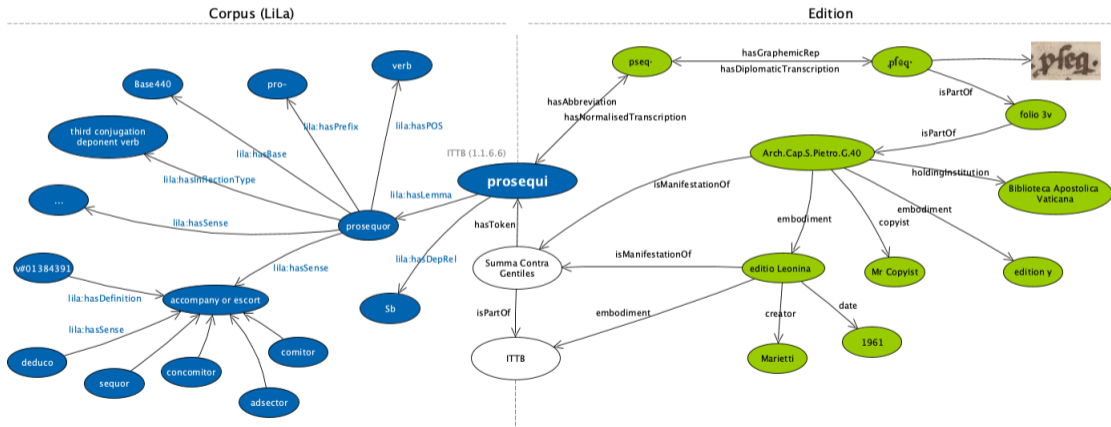 Corpus (LiLa)
Edition
verb
Base440
pro-
third conjugation
deponent verb
...
lila:hasPrefix
lila:hasPOS
lila:hasBase
lila:hasInflectionType
lila:hasSense
lila:hasLemma
prosequor
ITTB (1.1.6.6)
prosequi
lila:hasSense
v#01384391
lila:hasDefinition
accompany or escort
lila:hasSense
deduco
sequor
concomitor
adsector
comitor
lila:hasDepRel
Sb
hasToken
Summa Contra
Gentiles
isPartOf
ITTB
pseq·
hasGraphemicRep
hasDiplomaticTranscription
hasAbbreviation
hasNormalisedTranscription
isPartOf
folio 3v
isPartOf
Arch.Cap.S.Pietro.G.40
holdingInstitution
Biblioteca Apostolica
Vaticana
isManifestationOf
embodiment
copyist
embodiment
isManifestationOf
editio Leonina
Mr Copyist
edition y
embodiment
creator
date
Marietti
1961